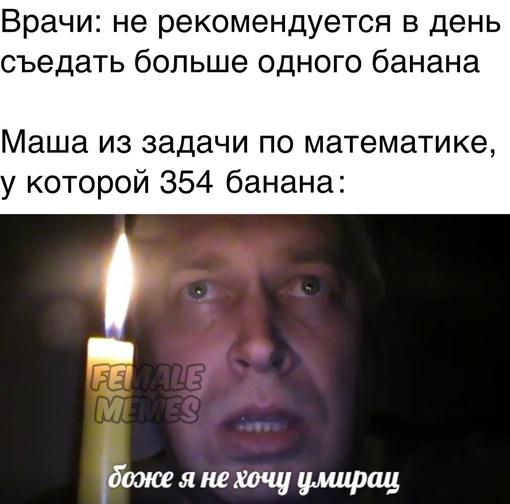 Врачи: не рекомендуется в день
съедать больше одного банана
Маша из задачи по математике,
у которой 354 банана:
FEMALE
MEMES
боже я не хочу умирац